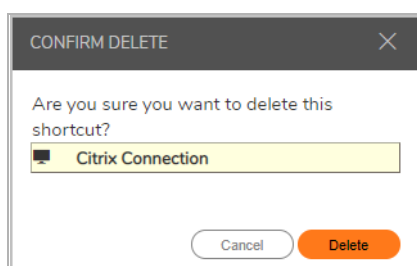 CONFIRM DELETE
Are you sure you want to delete this
shortcut?
Citrix Connection
Cancel
Delete